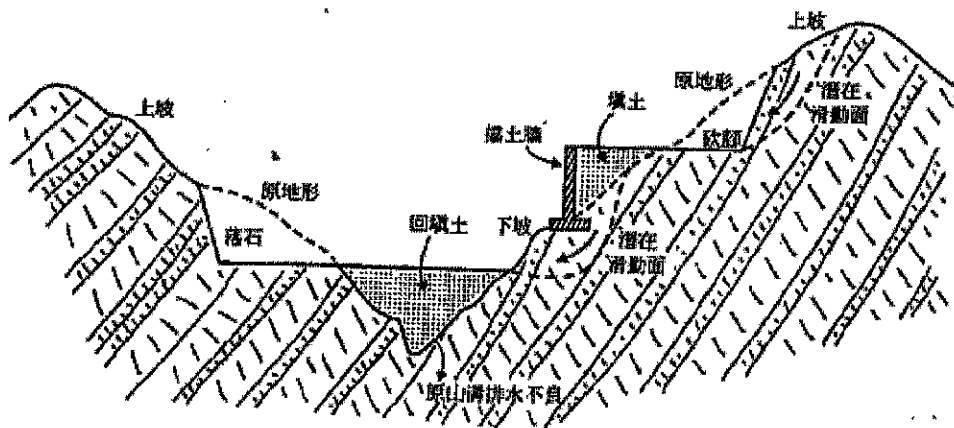 上坡
原地形
潛在
滑動面
填土
擋土牆
坎腳
上坡
原地形
落石
回填土
下坡
潛在
滑動面
原山溝排水不良